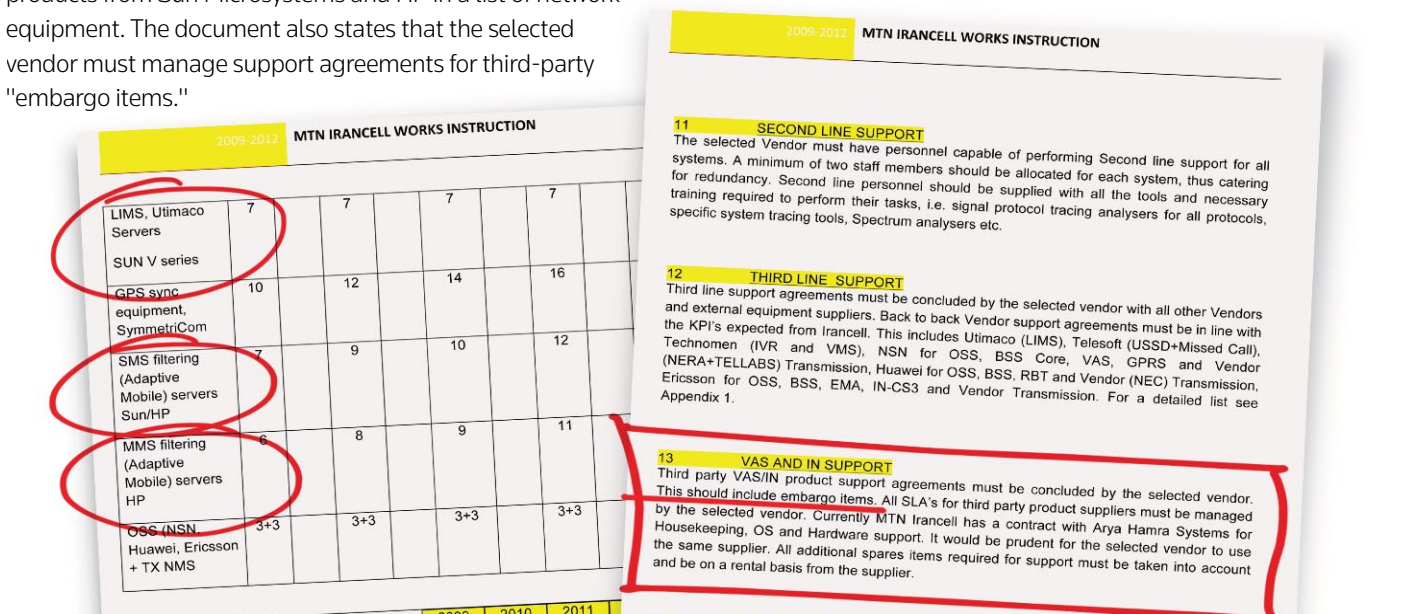 products from Sun Microsystems and HP in a list of network
equipment. The document also states that the selected
vendor must manage support agreements for third-party
"embargo items."
2009-2012 MTN IRANCELL WORKS INSTRUCTION
LIMS, Utimaco 7 7 7 7
Servers
SUN V series
GPS sync 10 12 14 16
equipment,
SymmetriCom
SMS filtering 7 9 10 12
(Adaptive
Mobile) servers
Sun/HP
MMS filtering 6 8 9 11
(Adaptive
Mobile) servers
HP
OSS (NSN, 3+3 3+3 3+3 3+3
Huawei, Ericsson
+ TX NMS
2009 2010 2011
2009-2012 MTN IRANCELL WORKS INSTRUCTION
11 SECOND LINE SUPPORT
The selected Vendor must have personnel capable of performing Second line support for all
systems. A minimum of two staff members should be allocated for each system, thus catering
for redundancy. Second line personnel should be supplied with all the tools and necessary
training required to perform their tasks, i.e. signal protocol tracing analysers for all protocols,
specific system tracing tools, Spectrum analysers etc.
12 THIRD LINE SUPPORT
Third line support agreements must be concluded by the selected vendor with all other Vendors
and external equipment suppliers. Back to back Vendor support agreements must be in line with
the KPI's expected from Irancell. This includes Utimaco (LIMS), Telesoft (USSD+Missed Call),
Technomen (IVR and VMS), NSN for OSS, BSS Core, VAS, GPRS and Vendor
(NERA+TELLABS) Transmission, Huawei for OSS, BSS, RBT and Vendor (NEC) Transmission,
Ericsson for OSS, BSS, EMA, IN-CS3 and Vendor Transmission. For a detailed list see
Appendix 1.
13 VAS AND IN SUPPORT
Third party VAS/IN product support agreements must be concluded by the selected vendor.
This should include embargo items. All SLA's for third party product suppliers must be managed
by the selected vendor. Currently MTN Irancell has a contract with Arya Hamra Systems for
Housekeeping, OS and Hardware support. It would be prudent for the selected vendor to use
the same supplier. All additional spares items required for support must be taken into account
and be on a rental basis from the supplier.